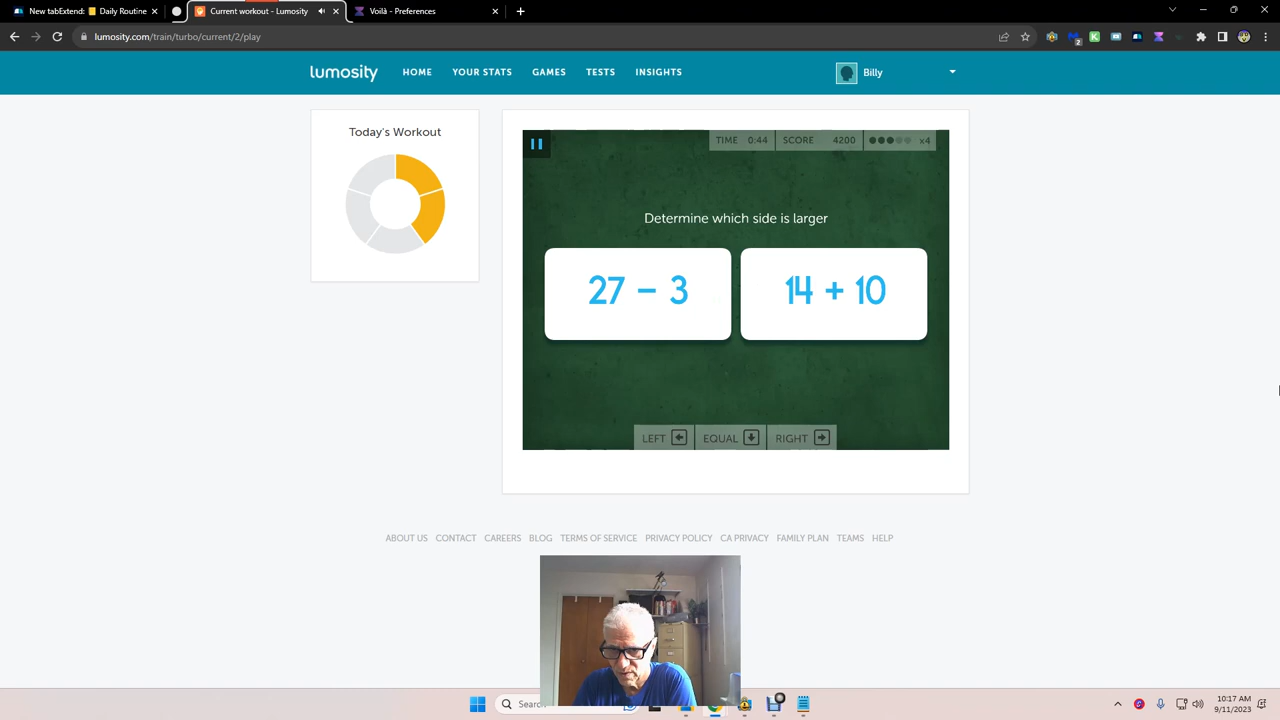 New tabExtend: Daily Routine
Current workout - Lumosity
Voilà - Preferences
lumosity.com/train/turbo/current/2/play
2
lumosity
HOME
YOUR STATS
GAMES
TESTS
INSIGHTS
Billy
Today's Workout
TIME 0:44
SCORE 4200
x4
Determine which side is larger
27 − 3
14 + 10
LEFT
EQUAL
RIGHT
ABOUT US CONTACT CAREERS BLOG TERMS OF SERVICE PRIVACY POLICY CA PRIVACY FAMILY PLAN TEAMS HELP
10:17 AM
9/11/2023